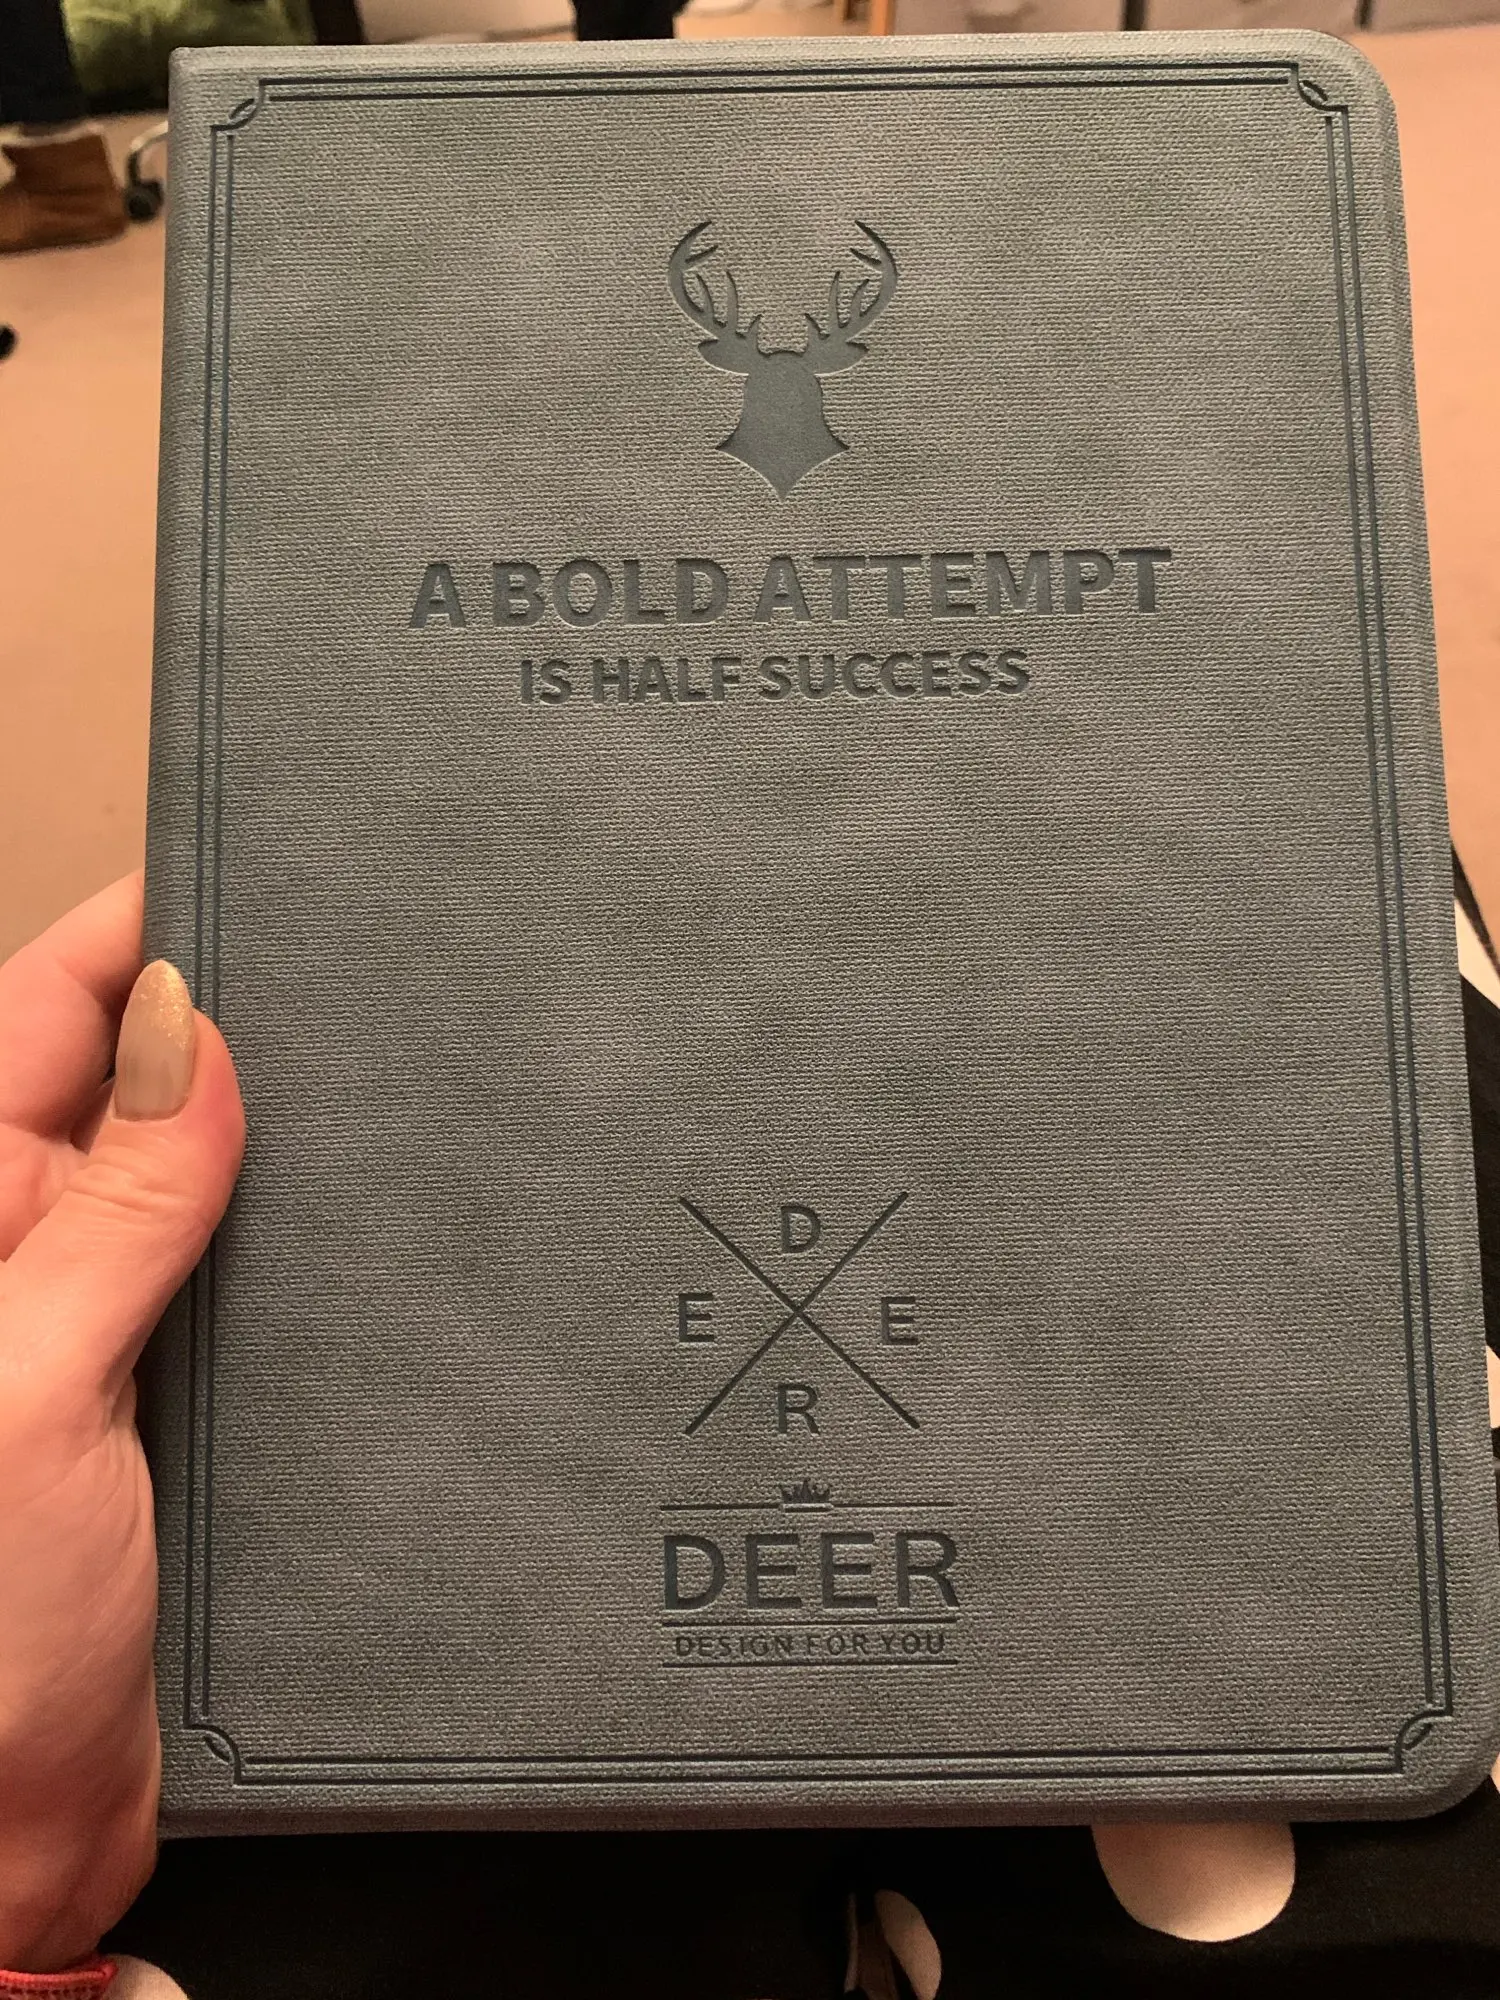 A BOLD ATTEMPT
IS HALF SUCCESS
D
E E
R
DEER
DESIGN FOR YOU